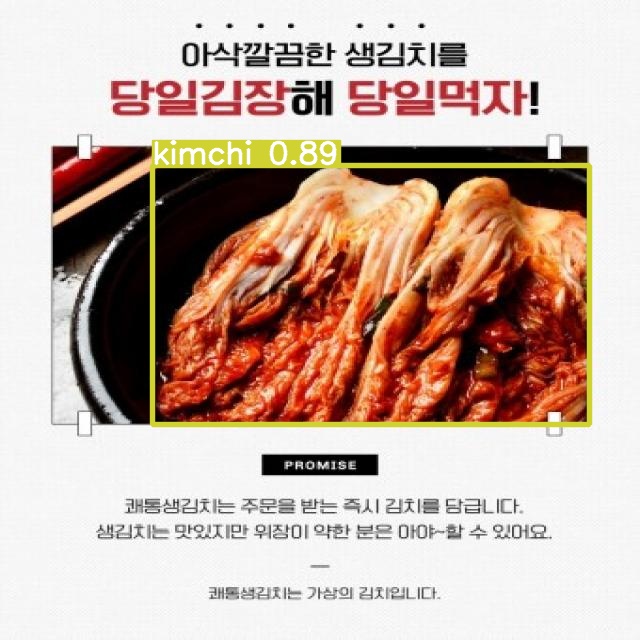 아삭깔끔한 생김치를
당일김장해 당일먹자!
kimchi 0.89
PROMISE
쾌통생김치는 주문을 받는 즉시 김치를 담급니다.
생김치는 맛있지만 위장이 약한 분은 아야~할 수 있어요.
쾌통생김치는 가상의 김치입니다.